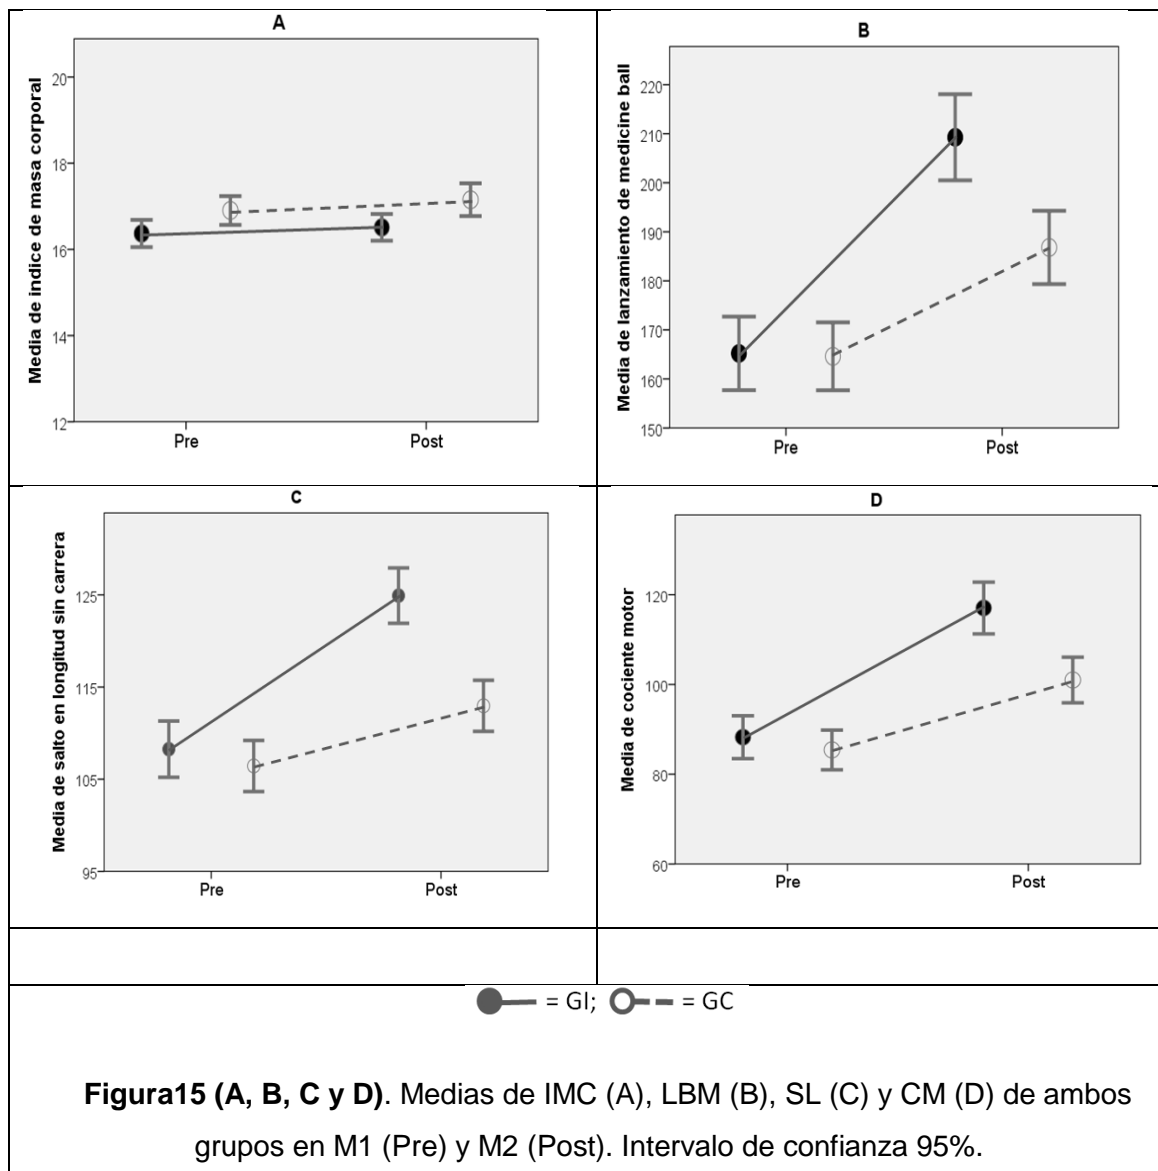 A
Media de indice de masa corporal
20
18
16
14
12
Pre Post
B
Media de lanzamiento de medicine ball
220
210
200
190
180
170
160
150
Pre Post
C
Media de salto en longitud sin carrera
125
115
105
95
Pre Post
D
Media de cociente motor
120
100
80
60
Pre Post
= GI; = GC
Figura15 (A, B, C y D). Medias de IMC (A), LBM (B), SL (C) y CM (D) de ambos
grupos en M1 (Pre) y M2 (Post). Intervalo de confianza 95%.